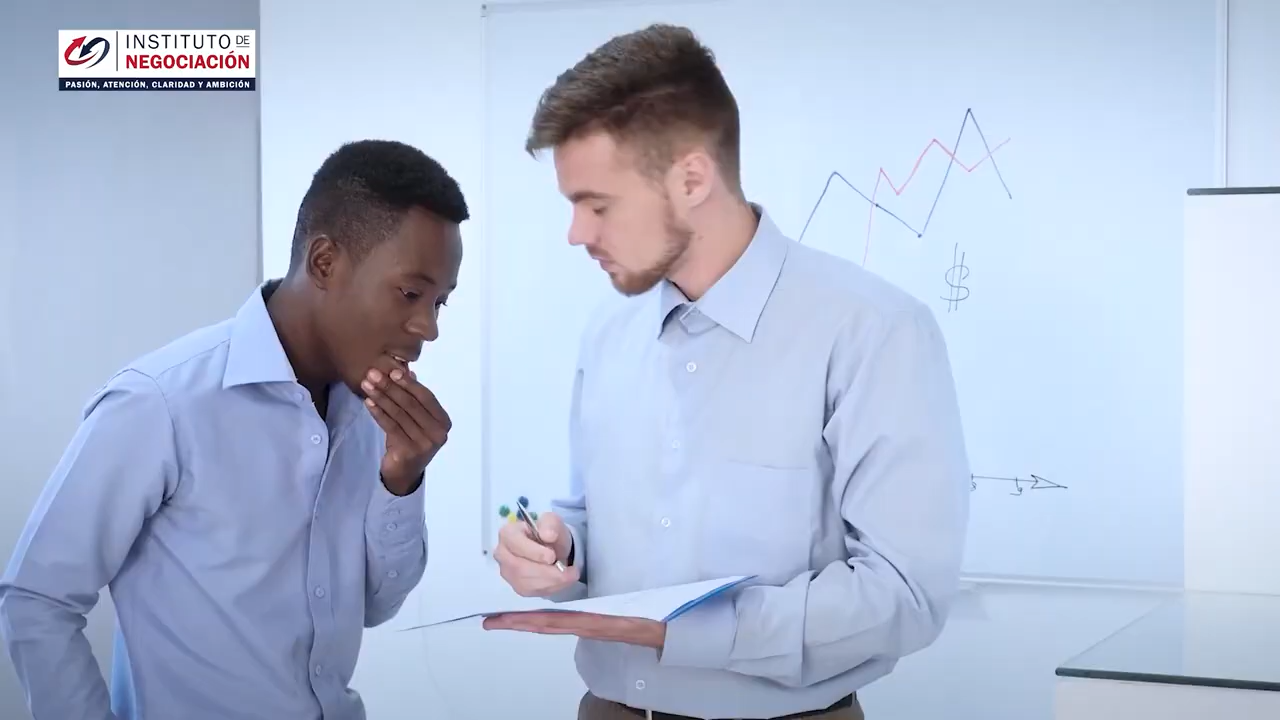 INSTITUTO DE
NEGOCIACIÓN
PASIÓN, ATENCIÓN, CLARIDAD Y AMBICIÓN
$